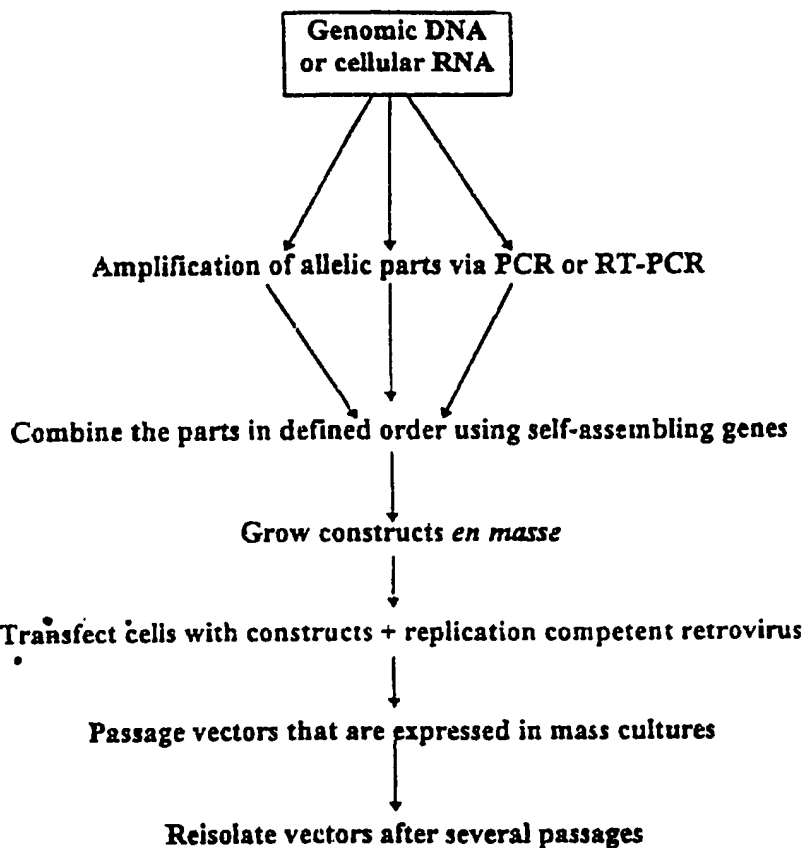 Genomic DNA
or cellular RNA
Amplification of allelic parts via PCR or RT-PCR
Combine the parts in defined order using self-assembling genes
Grow constructs en masse
Transfect cells with constructs + replication competent retrovirus
Passage vectors that are expressed in mass cultures
Reisolate vectors after several passages